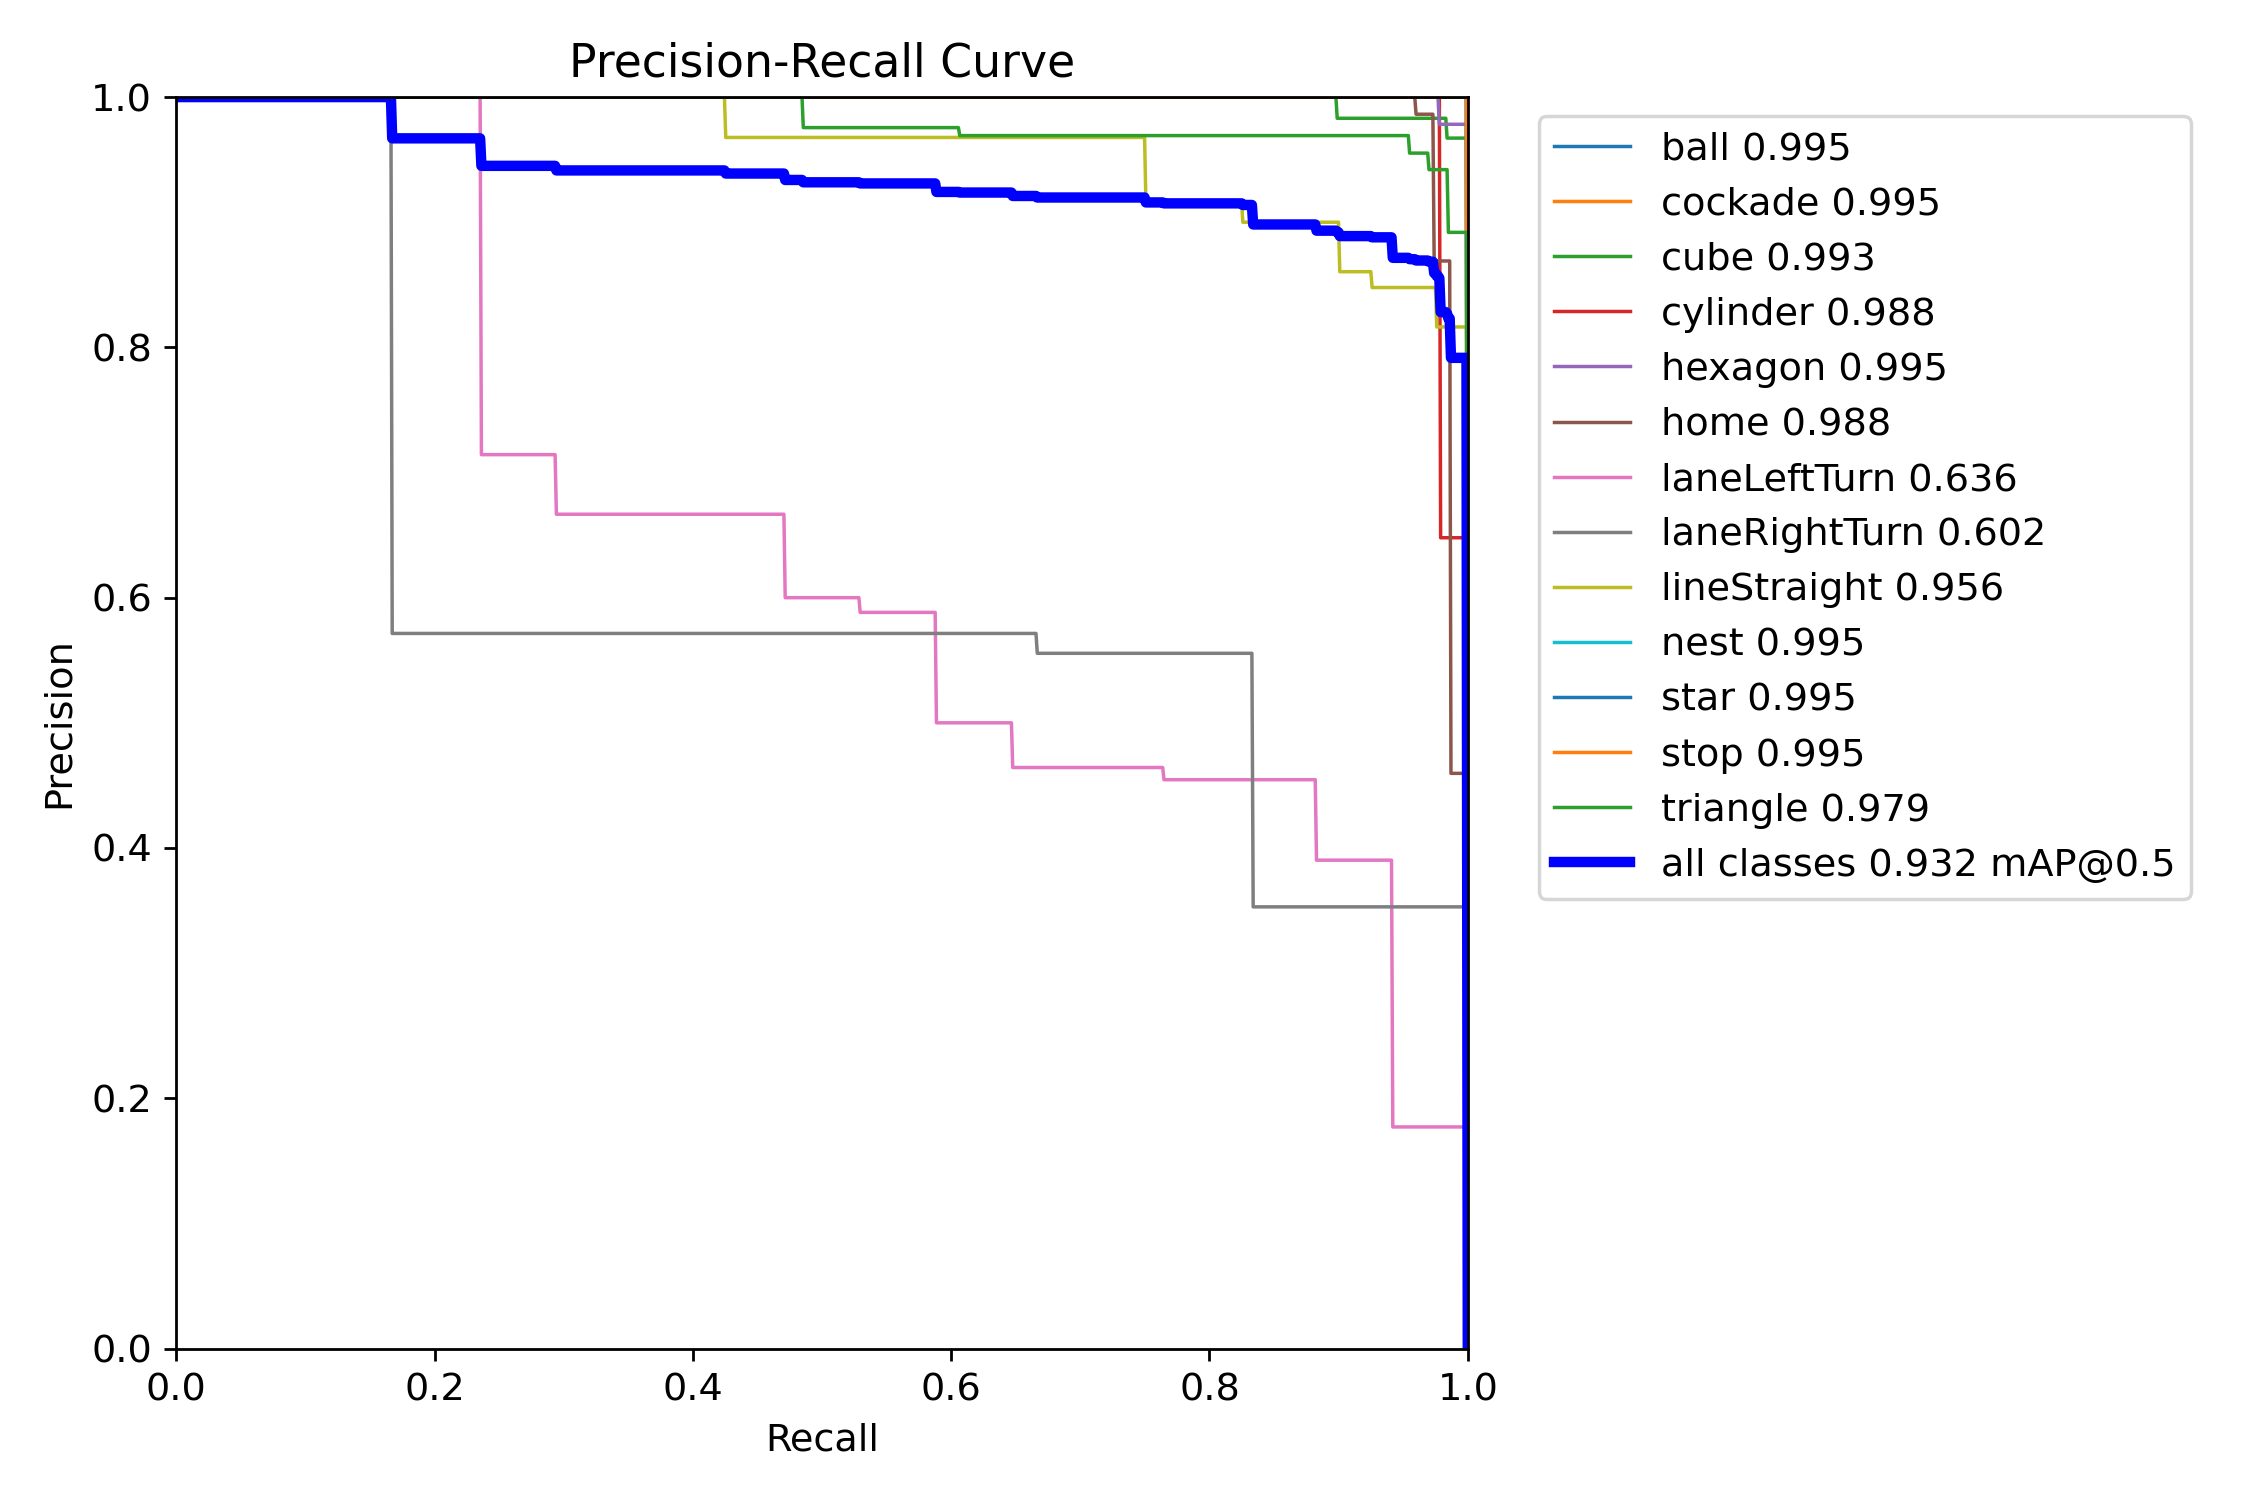 Precision-Recall Curve
1.0
0.8
0.6
0.4
0.2
0.0
Precision
0.0 0.2 0.4 0.6 0.8 1.0
Recall
ball 0.995
cockade 0.995
cube 0.993
cylinder 0.988
hexagon 0.995
home 0.988
laneLeftTurn 0.636
laneRightTurn 0.602
lineStraight 0.956
nest 0.995
star 0.995
stop 0.995
triangle 0.979
all classes 0.932 mAP@0.5